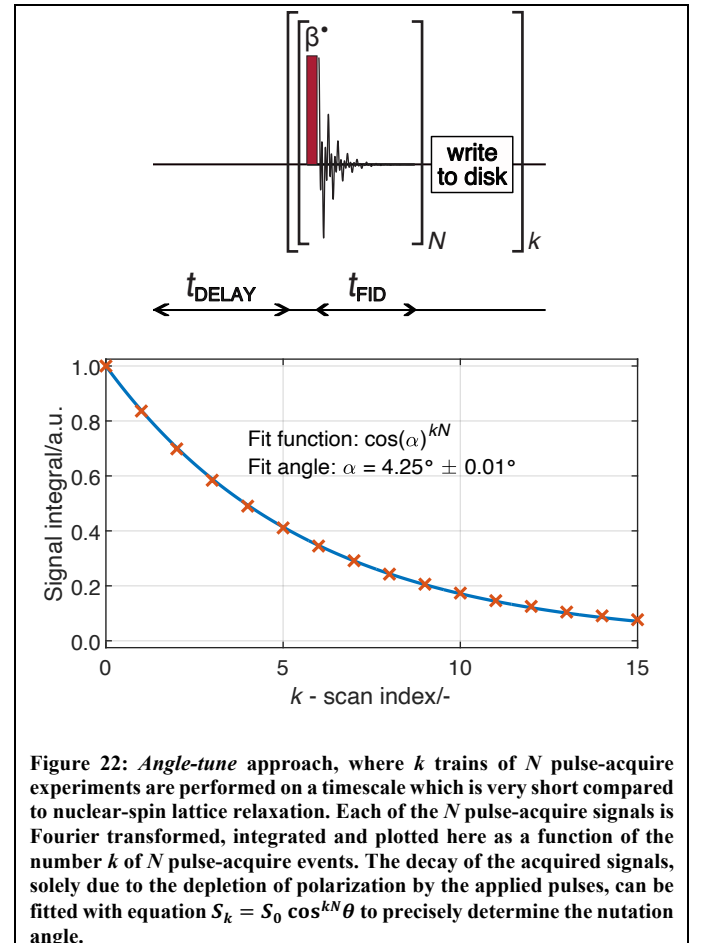 β•
write
to disk
N
k
tDELAY
tFID
1.0
0.8
0.6
0.4
0.2
0.0
Signal integral/a.u.
Fit function: cos(α)^kN
Fit angle: α = 4.25° ± 0.01°
0 5 10 15
k - scan index/-
Figure 22: Angle-tune approach, where k trains of N pulse-acquire
experiments are performed on a timescale which is very short compared
to nuclear-spin lattice relaxation. Each of the N pulse-acquire signals is
Fourier transformed, integrated and plotted here as a function of the
number k of N pulse-acquire events. The decay of the acquired signals,
solely due to the depletion of polarization by the applied pulses, can be
fitted with equation S_k = S_0 cos^kN θ to precisely determine the nutation
angle.